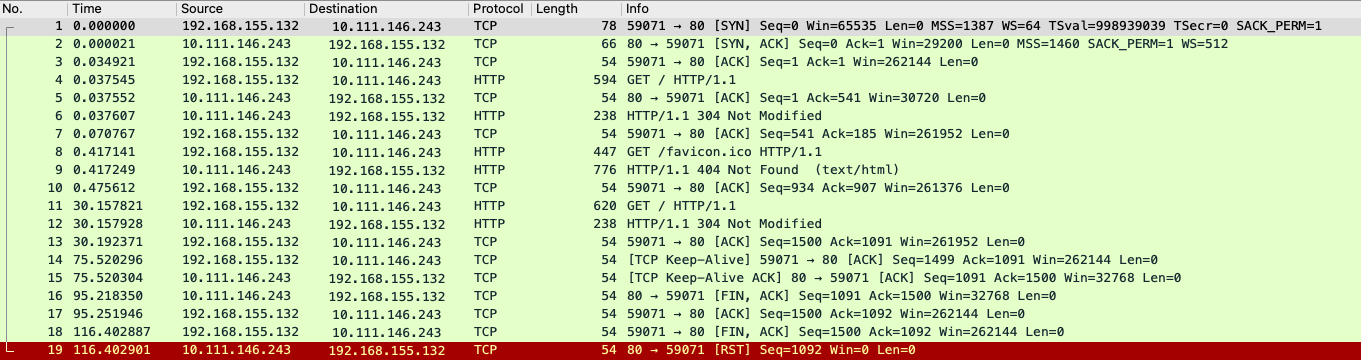 No. Time Source Destination Protocol Length Info
1 0.000000 192.168.155.132 10.111.146.243 TCP 78 59071 → 80 [SYN] Seq=0 Win=65535 Len=0 MSS=1387 WS=64 TSval=998939039 TSecr=0 SACK_PERM=1
2 0.000021 10.111.146.243 192.168.155.132 TCP 66 80 → 59071 [SYN, ACK] Seq=0 Ack=1 Win=29200 Len=0 MSS=1460 SACK_PERM=1 WS=512
3 0.034921 192.168.155.132 10.111.146.243 TCP 54 59071 → 80 [ACK] Seq=1 Ack=1 Win=262144 Len=0
4 0.037545 192.168.155.132 10.111.146.243 HTTP 594 GET / HTTP/1.1
5 0.037552 10.111.146.243 192.168.155.132 TCP 54 80 → 59071 [ACK] Seq=1 Ack=541 Win=30720 Len=0
6 0.037607 10.111.146.243 192.168.155.132 HTTP 238 HTTP/1.1 304 Not Modified
7 0.070767 192.168.155.132 10.111.146.243 TCP 54 59071 → 80 [ACK] Seq=541 Ack=185 Win=261952 Len=0
8 0.417141 192.168.155.132 10.111.146.243 HTTP 447 GET /favicon.ico HTTP/1.1
9 0.417249 10.111.146.243 192.168.155.132 HTTP 776 HTTP/1.1 404 Not Found (text/html)
10 0.475612 192.168.155.132 10.111.146.243 TCP 54 59071 → 80 [ACK] Seq=934 Ack=907 Win=261376 Len=0
11 30.157821 192.168.155.132 10.111.146.243 HTTP 620 GET / HTTP/1.1
12 30.157928 10.111.146.243 192.168.155.132 HTTP 238 HTTP/1.1 304 Not Modified
13 30.192371 192.168.155.132 10.111.146.243 TCP 54 59071 → 80 [ACK] Seq=1500 Ack=1091 Win=261952 Len=0
14 75.520296 192.168.155.132 10.111.146.243 TCP 54 [TCP Keep-Alive] 59071 → 80 [ACK] Seq=1499 Ack=1091 Win=262144 Len=0
15 75.520304 10.111.146.243 192.168.155.132 TCP 54 [TCP Keep-Alive ACK] 80 → 59071 [ACK] Seq=1091 Ack=1500 Win=32768 Len=0
16 95.218350 10.111.146.243 192.168.155.132 TCP 54 80 → 59071 [FIN, ACK] Seq=1091 Ack=1500 Win=32768 Len=0
17 95.251946 192.168.155.132 10.111.146.243 TCP 54 59071 → 80 [ACK] Seq=1500 Ack=1092 Win=262144 Len=0
18 116.402887 192.168.155.132 10.111.146.243 TCP 54 59071 → 80 [FIN, ACK] Seq=1500 Ack=1092 Win=262144 Len=0
19 116.402901 10.111.146.243 192.168.155.132 TCP 54 80 → 59071 [RST] Seq=1092 Win=0 Len=0